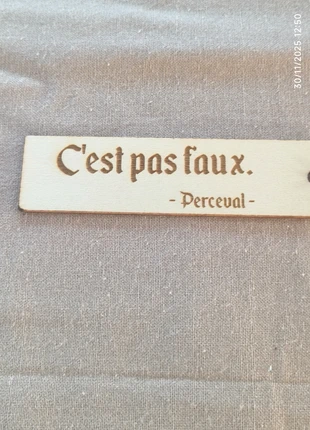 C'est pas faux.
- Perceval -
30/11/2025 12:50